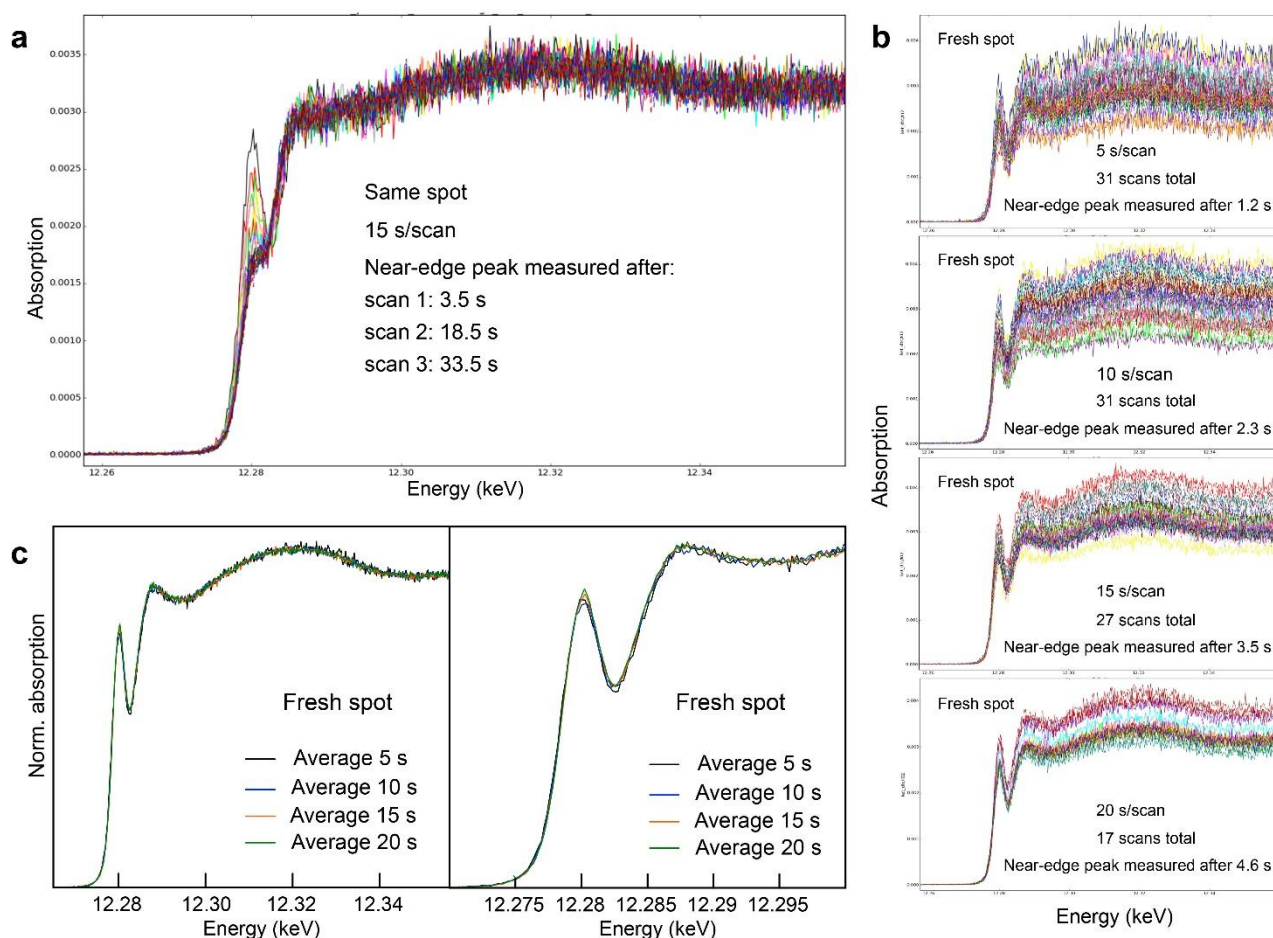 a
0.0035
0.0030
0.0025
0.0020
0.0015
0.0010
0.0005
0.0000
Absorption
Same spot
15 s/scan
Near-edge peak measured after:
scan 1: 3.5 s
scan 2: 18.5 s
scan 3: 33.5 s
12.26 12.28 12.30 12.32 12.34
Energy (keV)
b
Absorption
Fresh spot
5 s/scan
31 scans total
Near-edge peak measured after 1.2 s
Fresh spot
10 s/scan
31 scans total
Near-edge peak measured after 2.3 s
Fresh spot
15 s/scan
27 scans total
Near-edge peak measured after 3.5 s
Fresh spot
20 s/scan
17 scans total
Near-edge peak measured after 4.6 s
Energy (keV)
c
Norm. absorption
Fresh spot
Average 5 s
Average 10 s
Average 15 s
Average 20 s
12.28 12.30 12.32 12.34
Energy (keV)
Fresh spot
Average 5 s
Average 10 s
Average 15 s
Average 20 s
12.275 12.28 12.285 12.29 12.295
Energy (keV)